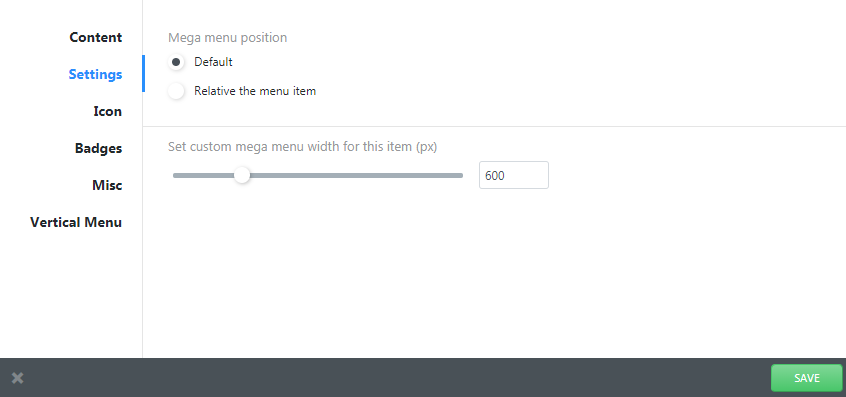 Content
Settings
Icon
Badges
Misc
Vertical Menu
Mega menu position
Default
Relative the menu item
Set custom mega menu width for this item (px)
600
SAVE